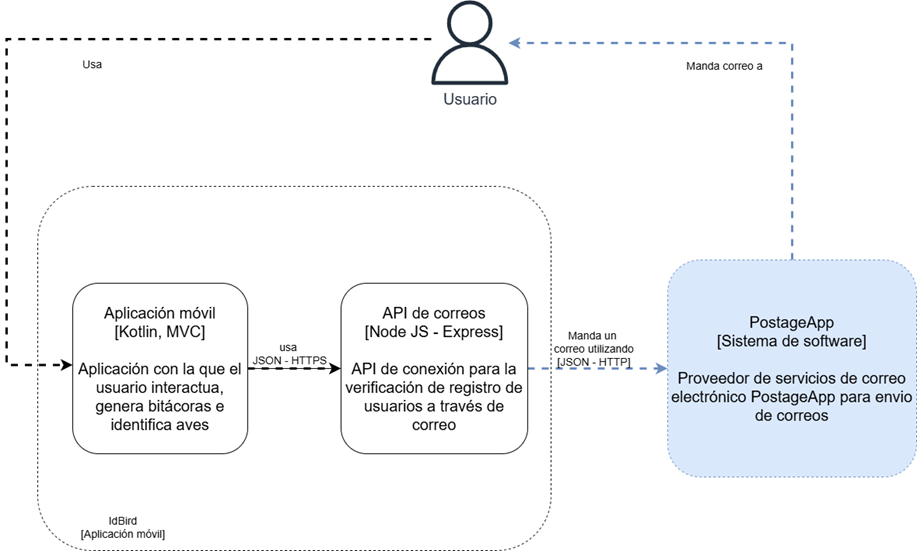 Usa
Manda correo a
Usuario
Aplicación móvil
[Kotlin, MVC]
Aplicación con la que el
usuario interactua,
genera bitácoras e
identifica aves
usa
JSON - HTTPS
API de correos
[Node JS - Express]
API de conexión para la
verificación de registro de
usuarios a través de
correo
Manda un
correo utilizando
[JSON - HTTP]
PostageApp
[Sistema de software]
Proveedor de servicios de correo
electrónico PostageApp para envio
de correos
IdBird
[Aplicación móvil]